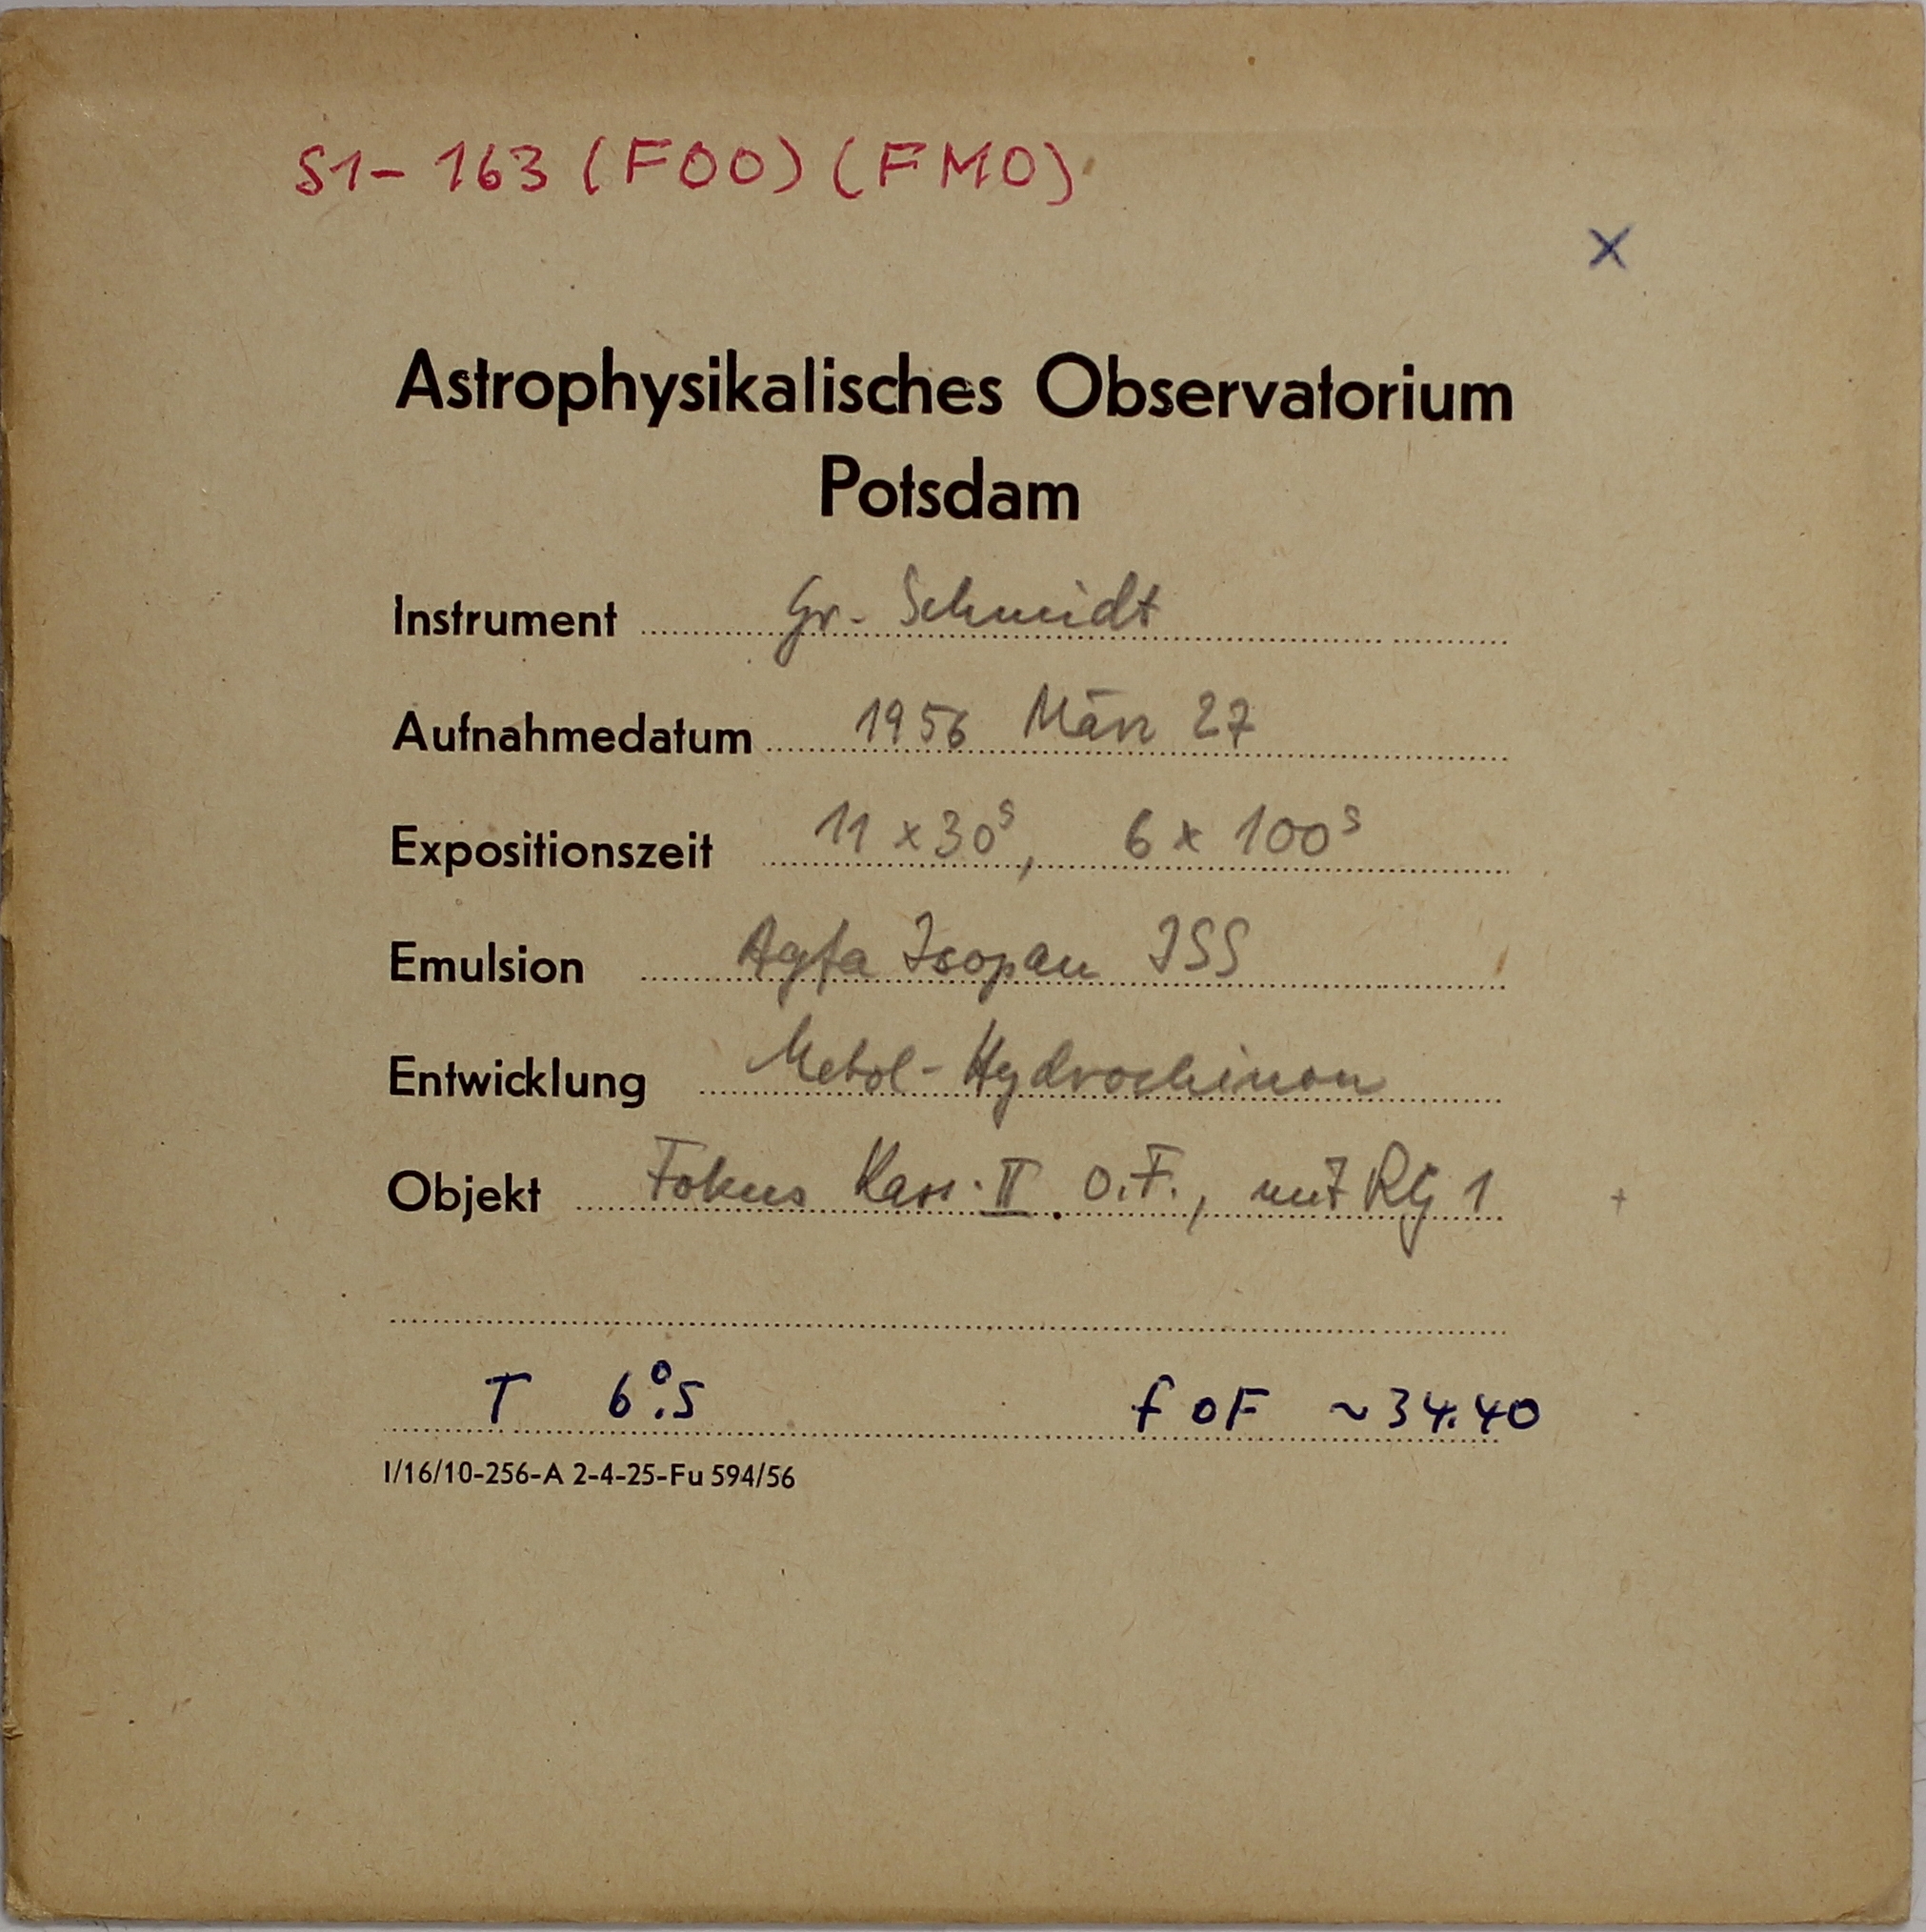 S1- 163 (FOO) (FMO)
X
Astrophysikalisches Observatorium
Potsdam
Instrument Gr. Schmidt
Aufnahmedatum 1956 März 27
Expositionszeit 11 x 30s, 6 x 100s
Emulsion Agfa Isopan ISS
Entwicklung Metol-Hydrochinon
Objekt Fokus Kass. II o.F., mit RG 1
T 6°.5 f oF ~34.40
I/16/10-256-A 2-4-25-Fu 594/56